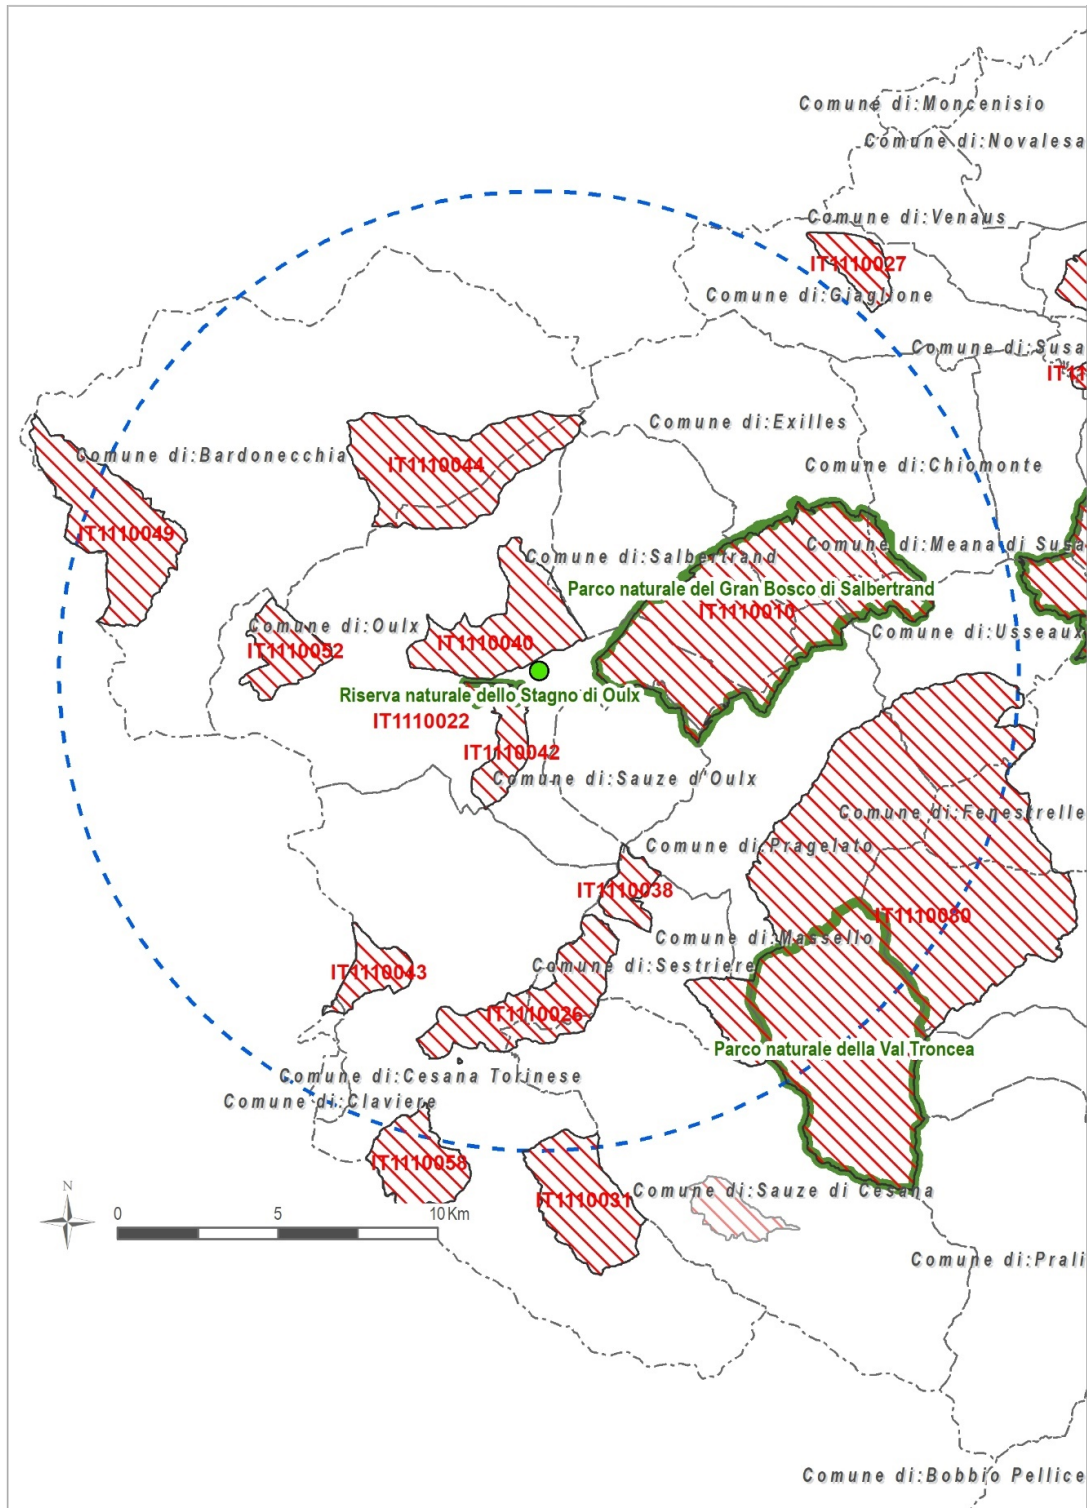 Comune di:Moncenisio
Comune di:Novalesa
Comune di:Venaus
IT1110027
Comune di:Giaglione
Comune di:Susa
IT11
Comune di:Exilles
Comune di:Bardonecchia
IT1110044
Comune di:Chiomonte
IT1110049
Comune di:Meana di Susa
Comune di:Salbertrand
Parco naturale del Gran Bosco di Salbertrand
IT1110010
Comune di:Oulx
Comune di:Usseaux
IT1110040
IT1110052
Riserva naturale dello Stagno di Oulx
IT1110022
IT1110042
Comune di:Sauze d'Oulx
Comune di:Fenestrelle
Comune di:Pragelato
IT1110038
IT1110080
Comune di:Massello
Comune di:Sestriere
IT1110043
IT1110026
Parco naturale della Val Troncea
Comune di:Cesana Torinese
Comune di:Claviere
IT1110058
Comune di:Sauze di Cesana
IT1110031
N
0 5 10 Km
Comune di:Prali
Comune di:Bobbio Pellice